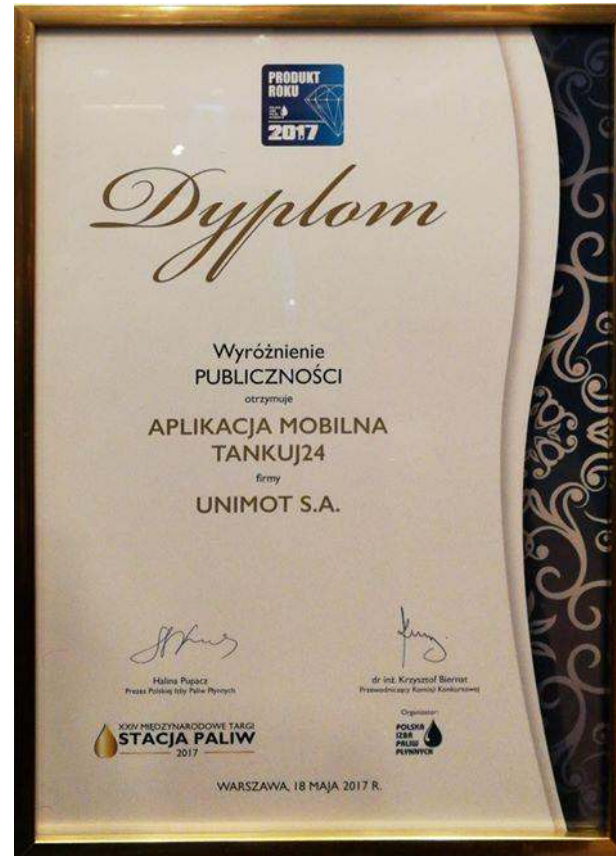 PRODUKT
ROKU
2017
Dyplom
Wyróżnienie
PUBLICZNOŚCI
otrzymuje
APLIKACJA MOBILNA
TANKUJ24
firmy
UNIMOT S.A.
Halina Pupacz
Prezes Polskiej Izby Paliw Płynnych
dr inż. Krzysztof Biernat
Przewodniczący Komisji Konkursowej
XXIV MIĘDZYNARODOWE TARGI
STACJA PALIW
2017
Organizator:
POLSKA
IZBA
PALIW
PŁYNNYCH
WARSZAWA, 18 MAJA 2017 R.